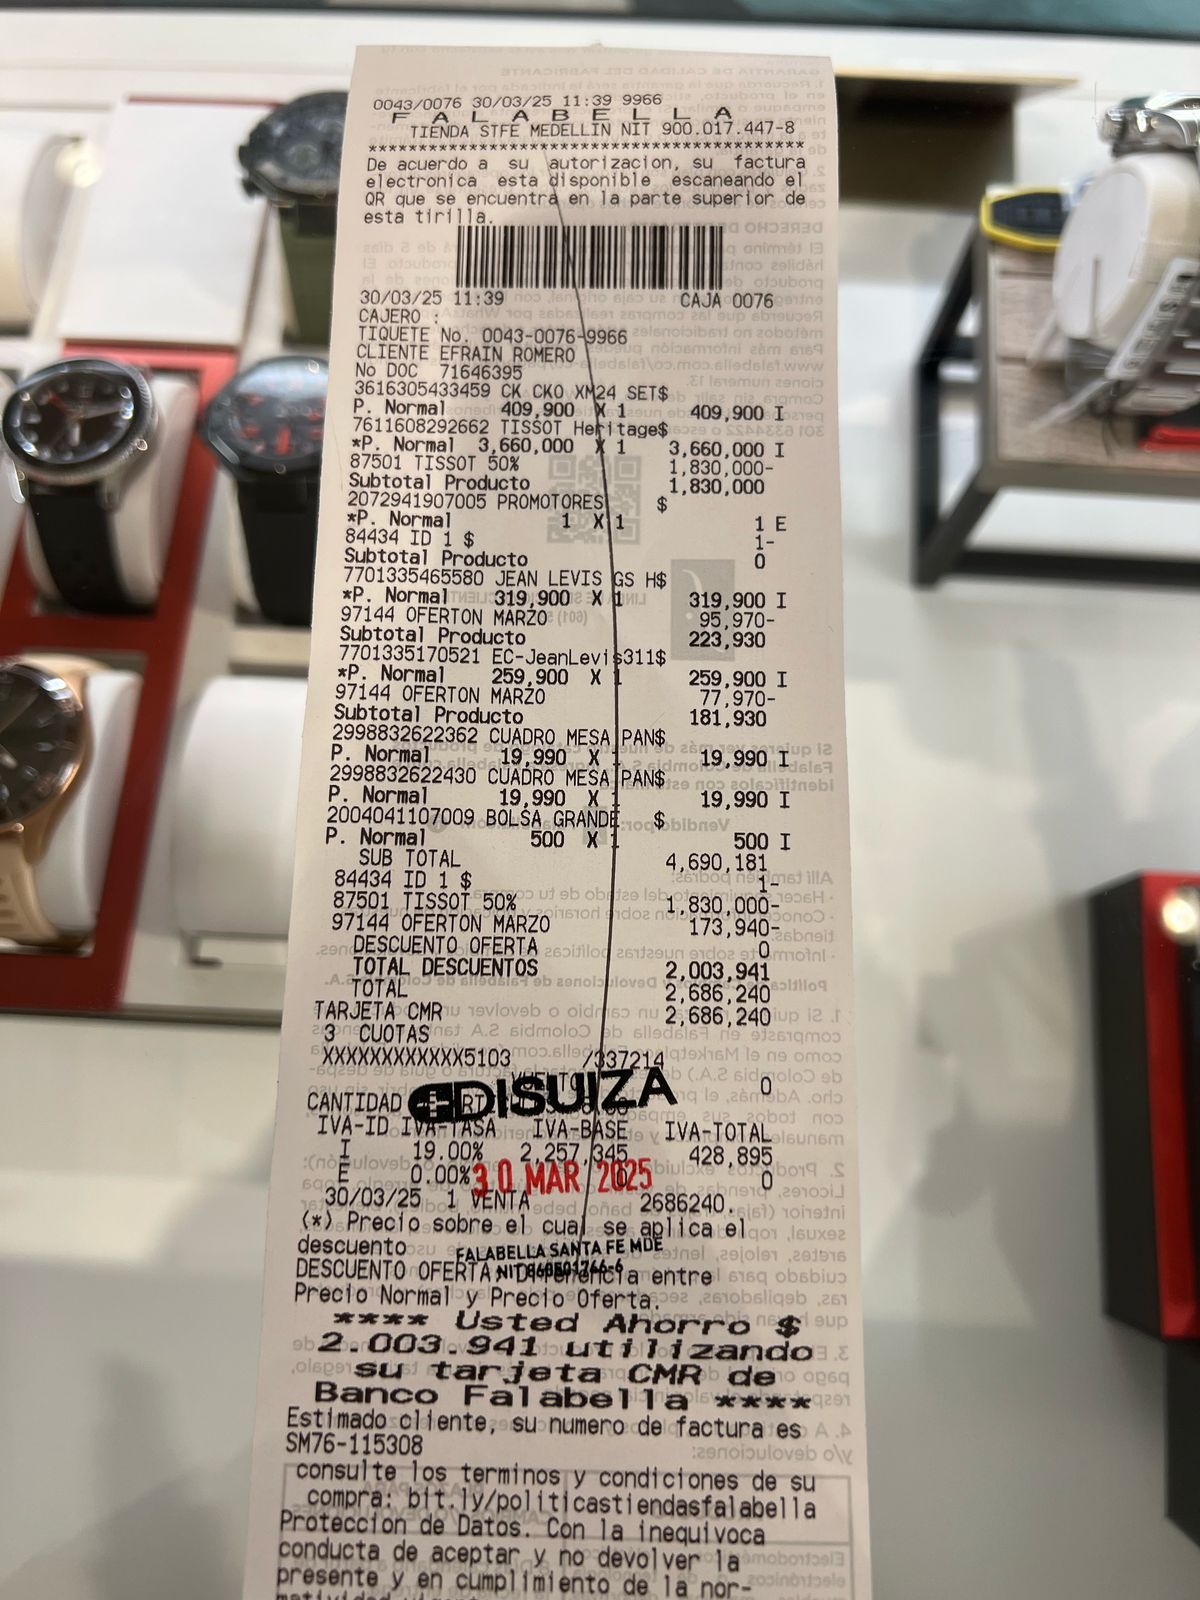 0043/0076 30/03/25 11:39 9966
F A L A B E L L A
TIENDA STFE MEDELLIN NIT 900.017.447-8
******************************************
De acuerdo a su autorizacion, su factura
electronica esta disponible escaneando el
QR que se encuentra en la parte superior de
esta tirilla.
30/03/25 11:39 CAJA 0076
CAJERO :
TIQUETE No. 0043-0076-9966
CLIENTE EFRAIN ROMERO
No DOC 71646395
3616305433459 CK CKO XM24 SET$
P. Normal 409,900 X 1 409,900 I
7611608292662 TISSOT Heritage$
*P. Normal 3,660,000 X 1 3,660,000 I
87501 TISSOT 50% 1,830,000-
Subtotal Producto 1,830,000
2072941907005 PROMOTORES $
*P. Normal 1 X 1 1 E
84434 ID 1 $ 1-
Subtotal Producto 0
7701335465580 JEAN LEVIS GS H$
*P. Normal 319,900 X 1 319,900 I
97144 OFERTON MARZO 95,970-
Subtotal Producto 223,930
7701335170521 EC-JeanLevis311$
*P. Normal 259,900 X 1 259,900 I
97144 OFERTON MARZO 77,970-
Subtotal Producto 181,930
2998832622362 CUADRO MESA PAN$
P. Normal 19,990 X 1 19,990 I
2998832622430 CUADRO MESA PAN$
P. Normal 19,990 X 1 19,990 I
2004041107009 BOLSA GRANDE $
P. Normal 500 X 1 500 I
SUB TOTAL 4,690,181
84434 ID 1 $ 1-
87501 TISSOT 50% 1,830,000-
97144 OFERTON MARZO 173,940-
DESCUENTO OFERTA 0
TOTAL DESCUENTOS 2,003,941
TOTAL 2,686,240
TARJETA CMR 2,686,240
3 CUOTAS
XXXXXXXXXXXX5103 /337214
0
EDISUIZA
CANTIDAD
IVA-ID IVA-TASA IVA-BASE IVA-TOTAL
I 19.00% 2,257,345 428,895
E 0.00% 0 0
30 MAR 2025
30/03/25 1 VENTA 2686240.
(*) Precio sobre el cual se aplica el
descuento
FALABELLA SANTA FE MDE
DESCUENTO OFERTA: Diferencia entre
Precio Normal y Precio Oferta.
**** Usted Ahorro $
2.003.941 utilizando
su tarjeta CMR de
Banco Falabella ****
Estimado cliente, su numero de factura es
SM76-115308
consulte los terminos y condiciones de su
compra: bit.ly/politicastiendasfalabella
Proteccion de Datos. Con la inequivoca
conducta de aceptar y no devolver la
presente y en cumplimiento de la nor-